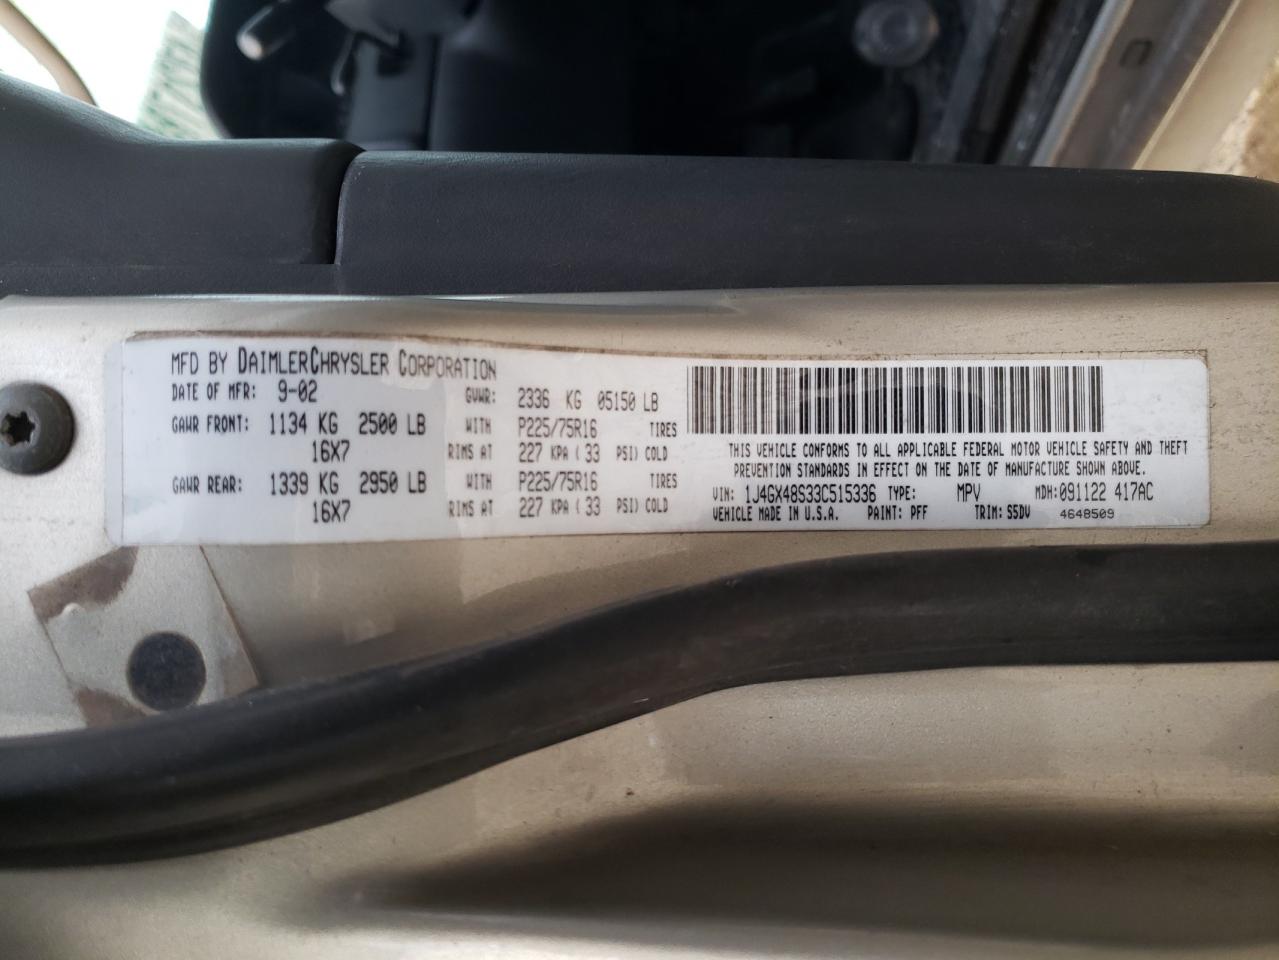 MFD BY DAIMLERCHRYSLER CORPORATION
DATE OF MFR: 9-02 GVWR: 2336 KG 05150 LB
GAWR FRONT: 1134 KG 2500 LB WITH P225/75R16 TIRES
16X7 RIMS AT 227 KPA ( 33 PSI) COLD
GAWR REAR: 1339 KG 2950 LB WITH P225/75R16 TIRES
16X7 RIMS AT 227 KPA ( 33 PSI) COLD
THIS VEHICLE CONFORMS TO ALL APPLICABLE FEDERAL MOTOR VEHICLE SAFETY AND THEFT
PREVENTION STANDARDS IN EFFECT ON THE DATE OF MANUFACTURE SHOWN ABOVE.
VIN: 1J4GX48S33C515336 TYPE: MPV MDH:091122 417AC
VEHICLE MADE IN U.S.A. PAINT: PFF TRIM: S5DV 4648509